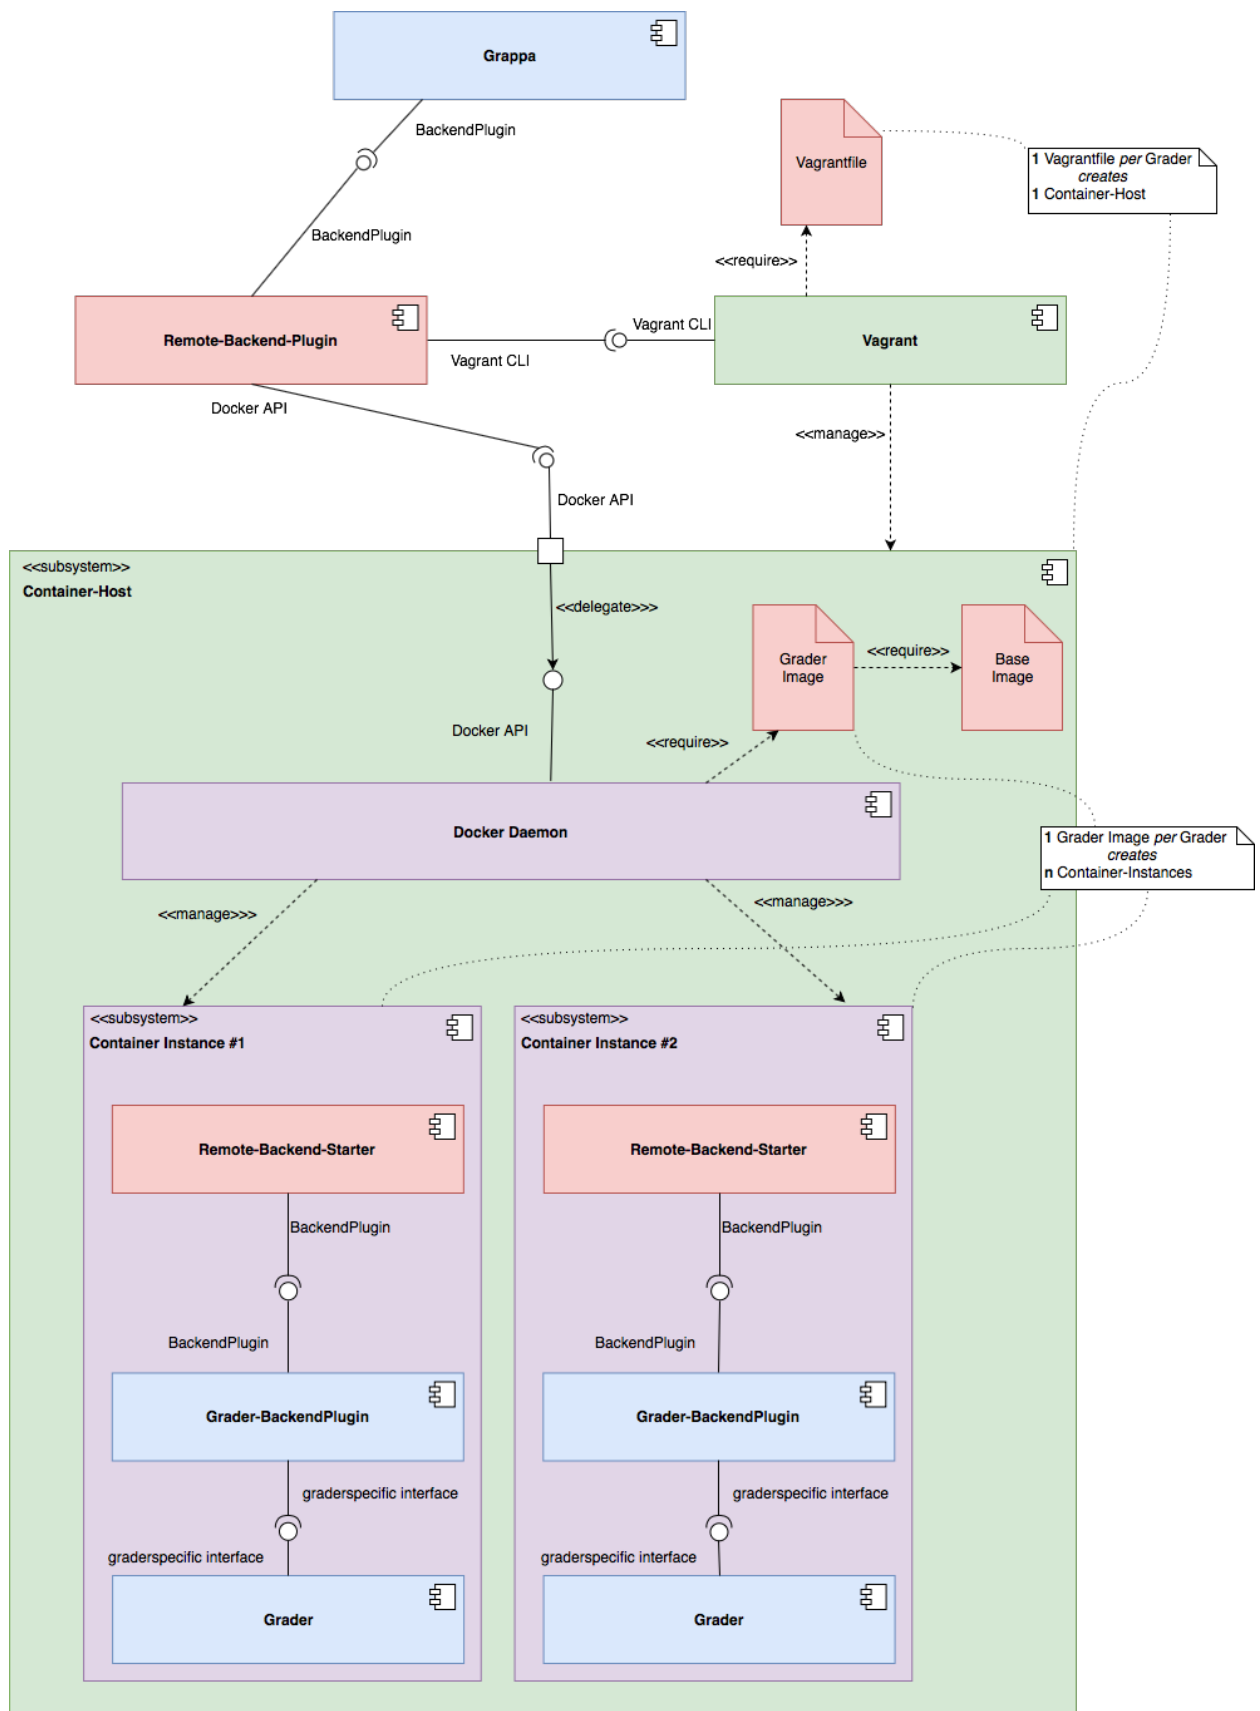 Grappa
BackendPlugin
BackendPlugin
Vagrantfile
1 Vagrantfile per Grader
creates
1 Container-Host
<<require>>
Remote-Backend-Plugin
Vagrant CLI
Vagrant CLI
Vagrant
Docker API
<<manage>>
Docker API
<<subsystem>>
Container-Host
<<delegate>>>
Grader
Image
<<require>>
Base
Image
Docker API
<<require>>
Docker Daemon
1 Grader Image per Grader
creates
n Container-Instances
<<manage>>>
<<manage>>>
<<subsystem>>
Container Instance #1
<<subsystem>>
Container Instance #2
Remote-Backend-Starter
Remote-Backend-Starter
BackendPlugin
BackendPlugin
BackendPlugin
BackendPlugin
Grader-BackendPlugin
Grader-BackendPlugin
graderspecific interface
graderspecific interface
graderspecific interface
graderspecific interface
Grader
Grader